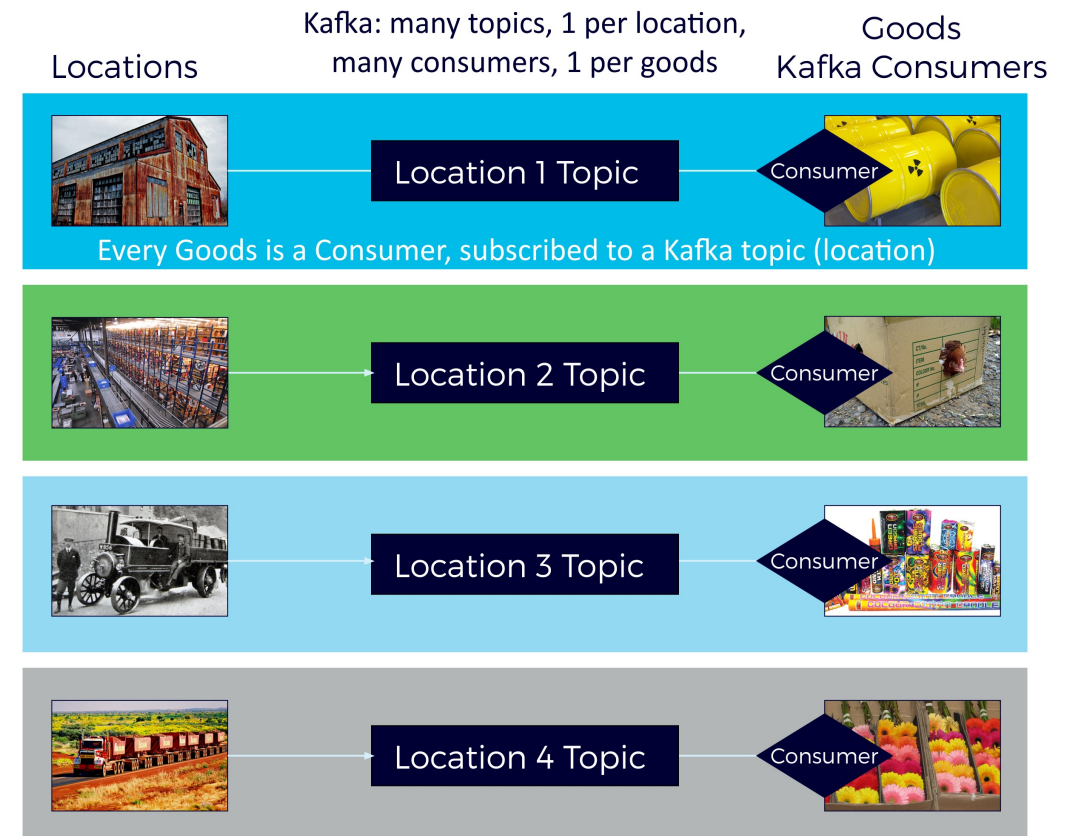 Kafka: many topics, 1 per location,
many consumers, 1 per goods
Locations
Goods
Kafka Consumers
Location 1 Topic
Consumer
Every Goods is a Consumer, subscribed to a Kafka topic (location)
Location 2 Topic
Consumer
Location 3 Topic
Consumer
Location 4 Topic
Consumer